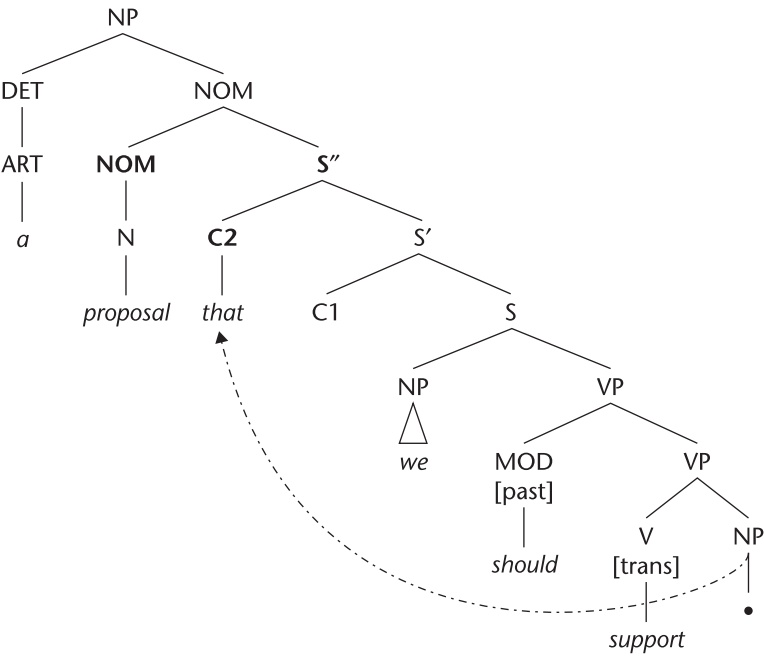 NP
DET NOM
ART NOM S″
a N C2 S′
proposal that C1 S
NP VP
we MOD VP
[past]
V NP
should [trans]
support